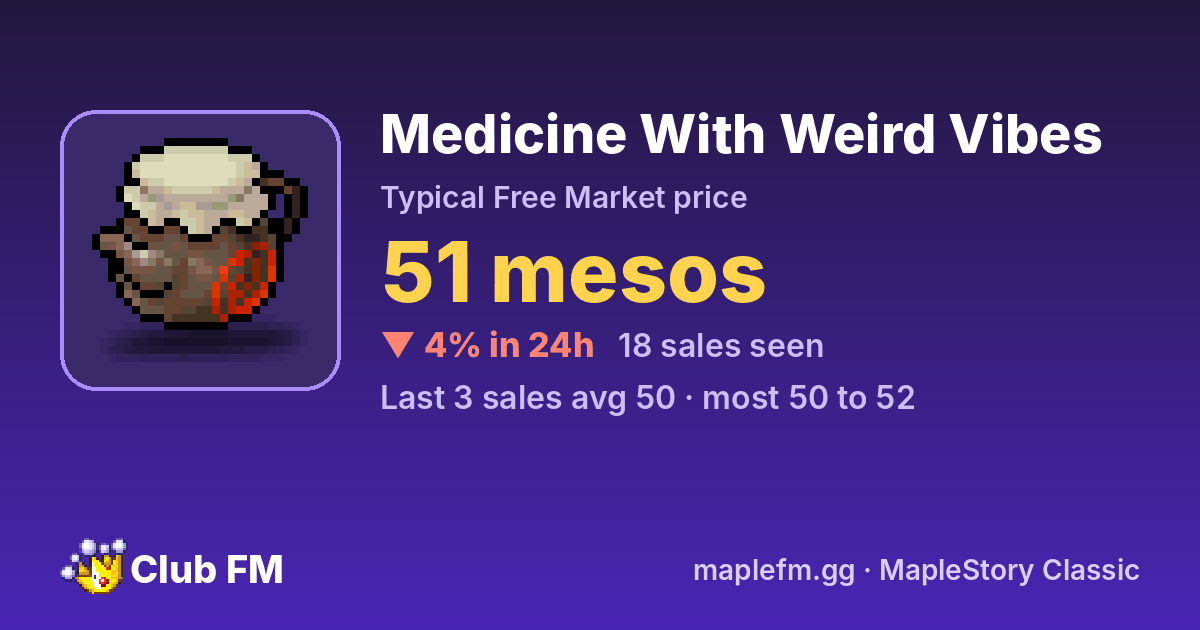 Medicine With Weird Vibes
Typical Free Market price
51 mesos
▼ 4% in 24h 18 sales seen
Last 3 sales avg 50 · most 50 to 52
Club FM
maplefm.gg · MapleStory Classic